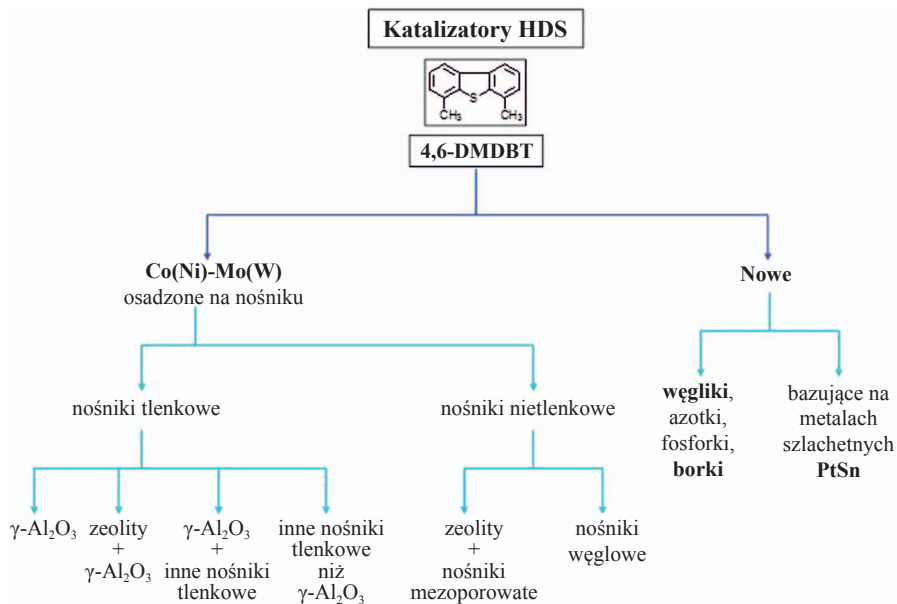 Katalizatory HDS
S
CH₃
CH₃
4,6-DMDBT
Co(Ni)-Mo(W)
osadzone na nośniku
Nowe
nośniki tlenkowe
nośniki nietlenkowe
węgliki,
azotki,
fosforki,
borki
bazujące na
metalach
szlachetnych
PtSn
γ-Al₂O₃
zeolity
+
γ-Al₂O₃
γ-Al₂O₃
+
inne nośniki
tlenkowe
inne nośniki
tlenkowe
niż
γ-Al₂O₃
zeolity
+
nośniki
mezoporowate
nośniki
węglowe